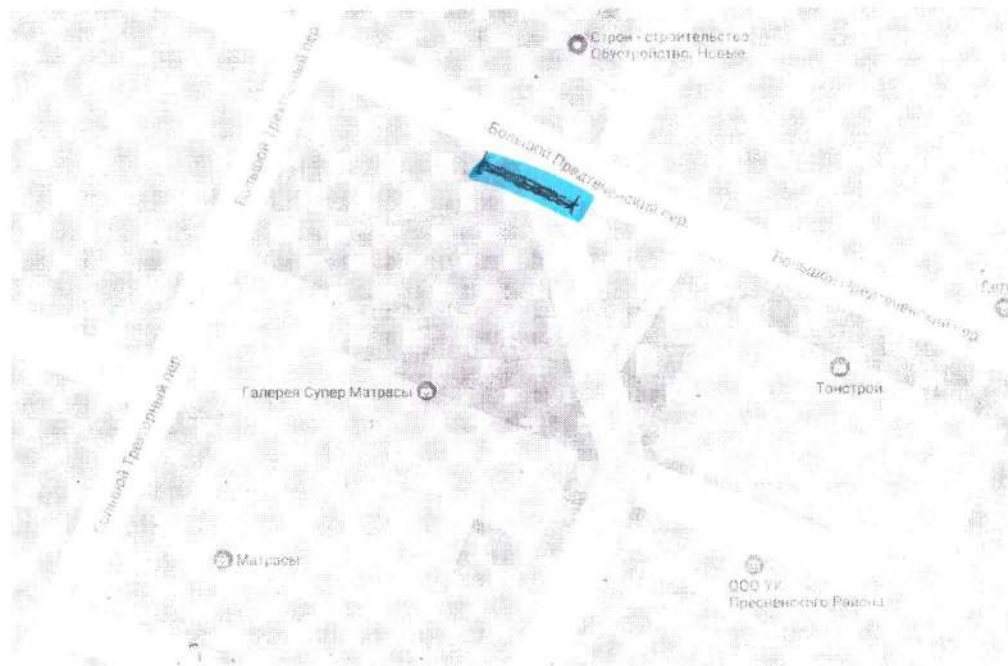 Строй - строительство.
Обустройство. Новые
Большой Трехгорный пер.
Большой Предтеченский пер.
Большой Предтеченский пер.
Галерея Супер Матрасы
Тонстрой
Большой Трехгорный пер.
Матрасы
ООО УК
Пресненского Района